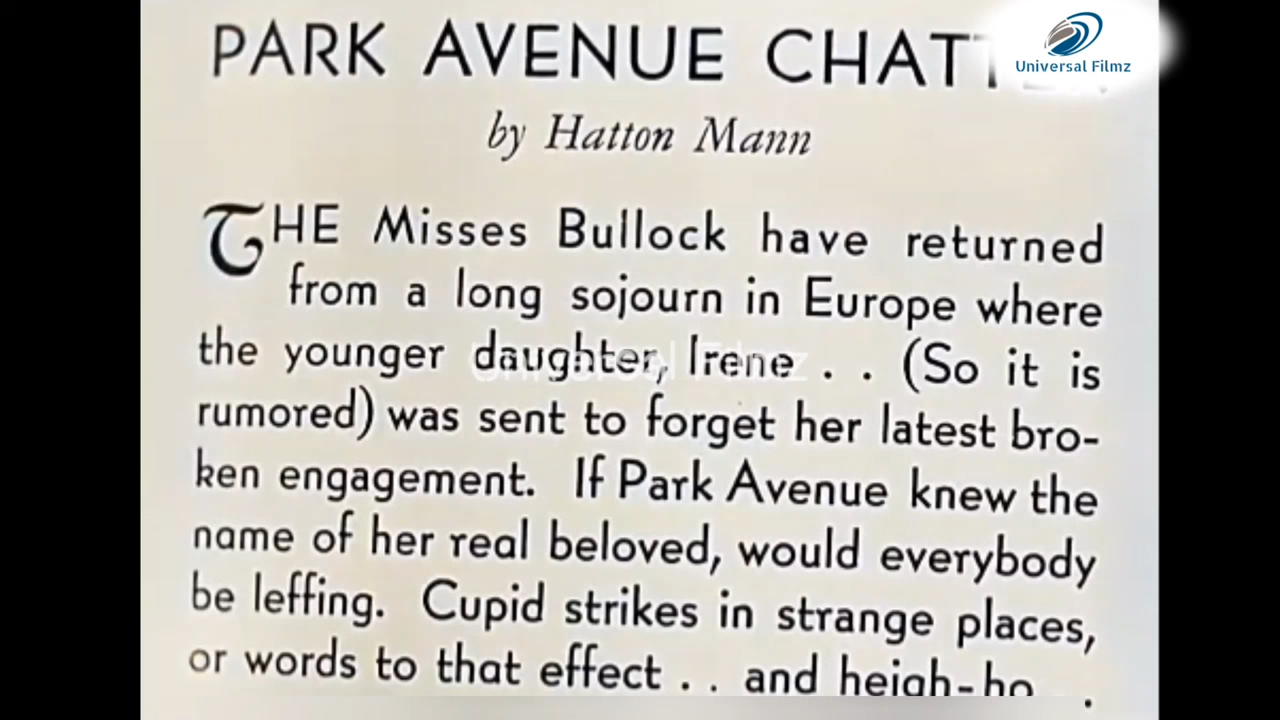 PARK AVENUE CHATT
Universal Filmz
by Hatton Mann
THE Misses Bullock have returned
from a long sojourn in Europe where
the younger daughter, Irene . . (So it is
rumored) was sent to forget her latest bro-
ken engagement. If Park Avenue knew the
name of her real beloved, would everybody
be leffing. Cupid strikes in strange places,
or words to that effect . . and heigh-ho . .
Universal Filmz